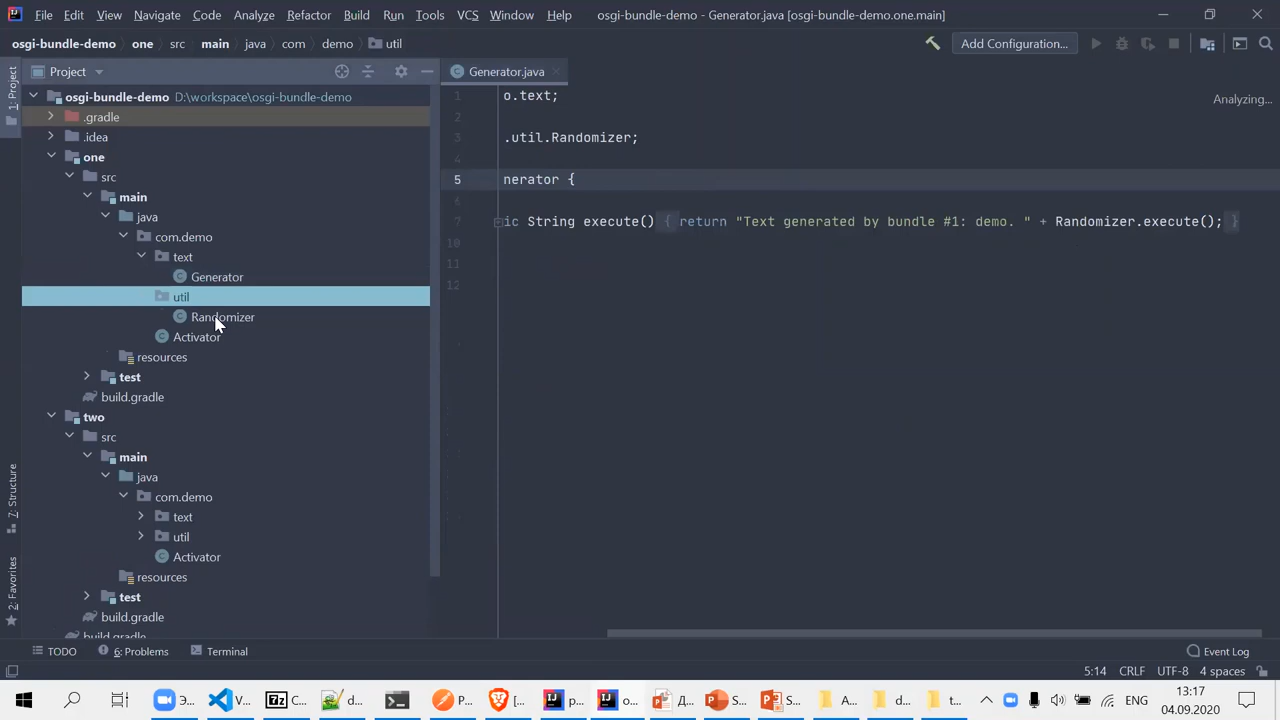 File Edit View Navigate Code Analyze Refactor Build Run Tools VCS Window Help osgi-bundle-demo - Generator.java [osgi-bundle-demo.one.main]
osgi-bundle-demo one src main java com demo util Add Configuration...
1: Project
Project
Generator.java
osgi-bundle-demo D:\workspace\osgi-bundle-demo
.gradle
.idea
one
src
main
java
com.demo
text
Generator
util
Randomizer
Activator
resources
test
build.gradle
two
src
main
java
com.demo
text
util
Activator
resources
test
build.gradle
build.gradle
1 o.text;
2
3 .util.Randomizer;
4
5 nerator {
6
7 ic String execute() { return "Text generated by bundle #1: demo. " + Randomizer.execute(); }
10
11
12
Analyzing...
7: Structure
2: Favorites
TODO 6: Problems Terminal Event Log
5:14 CRLF UTF-8 4 spaces
Э... V... C... d... P... [... p... o... Д... S... S... A... d... t... ENG 13:17
04.09.2020